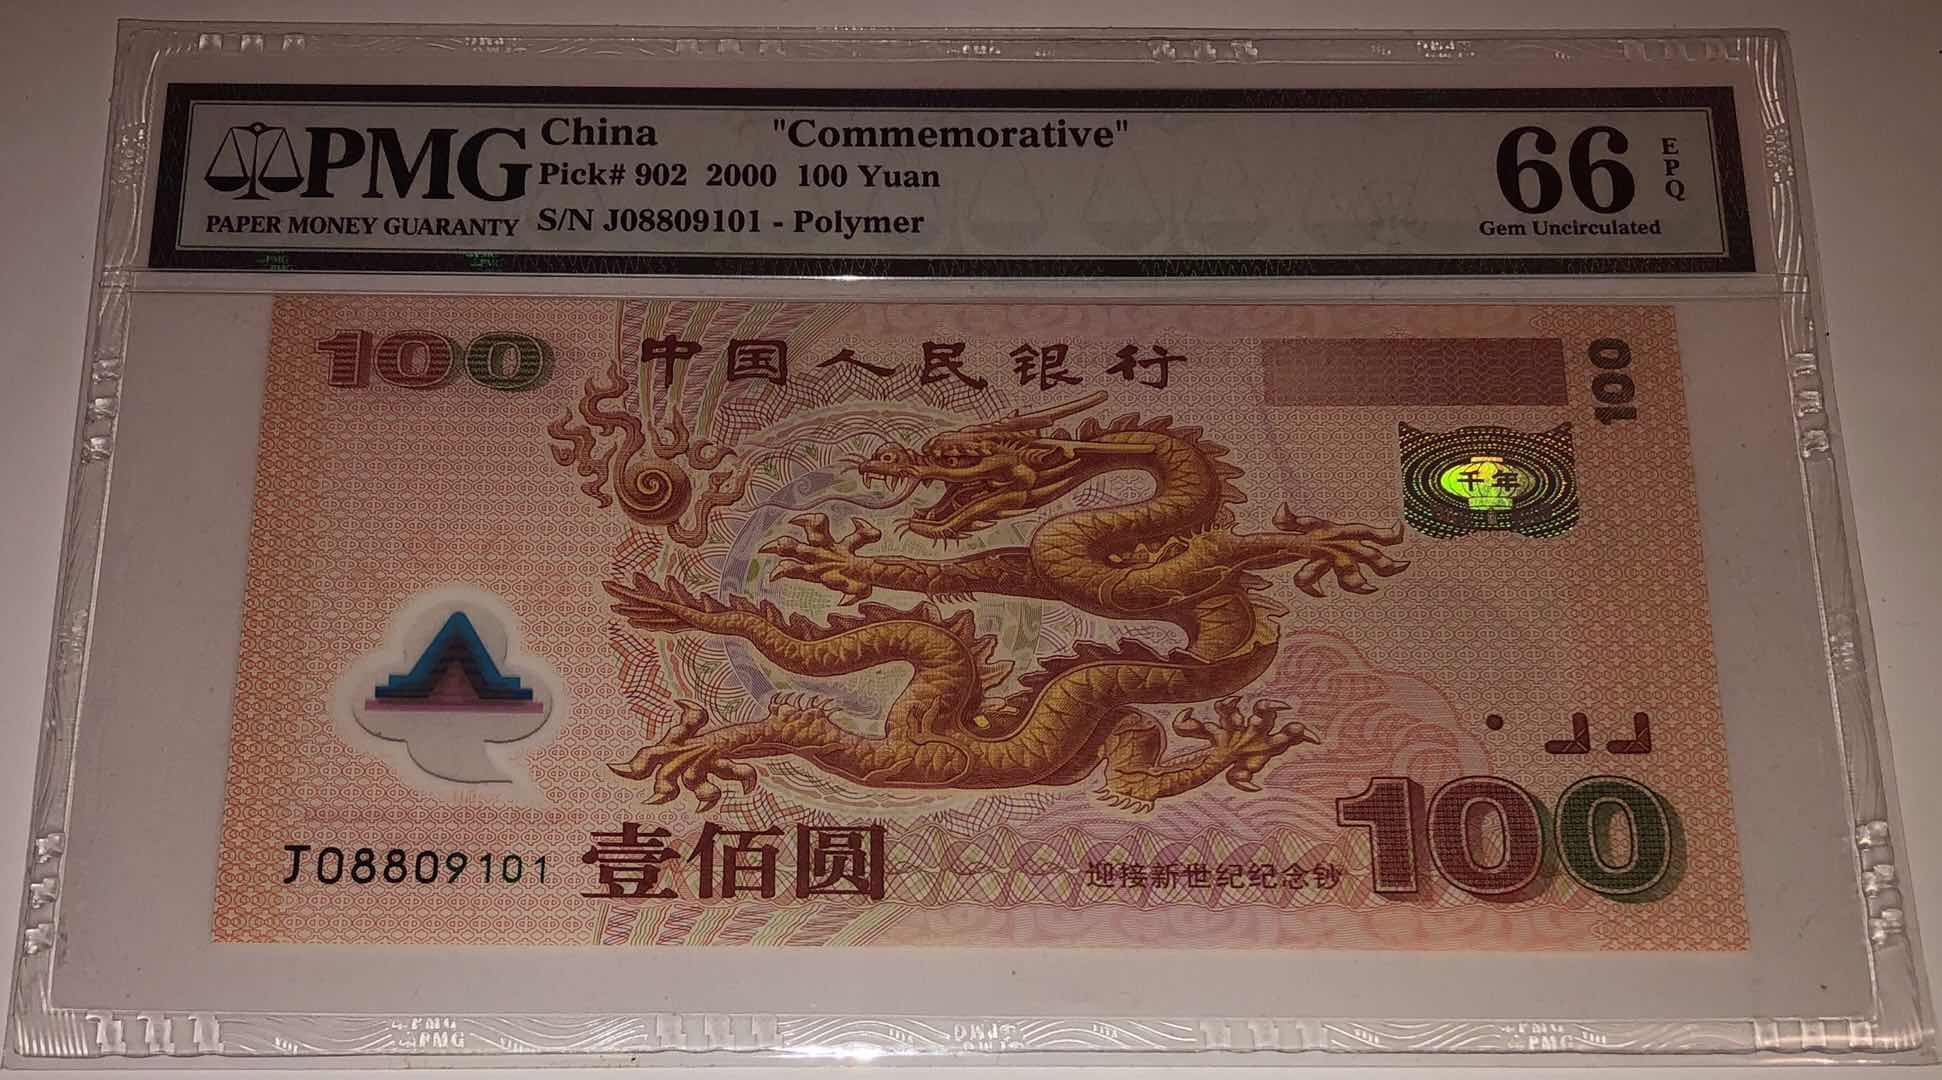 PMG
PAPER MONEY GUARANTY
China "Commemorative"
Pick# 902 2000 100 Yuan
S/N J08809101 - Polymer
66 EPQ
Gem Uncirculated
100
中国人民银行
100
千年
J08809101
壹佰圆
迎接新世纪纪念钞
100